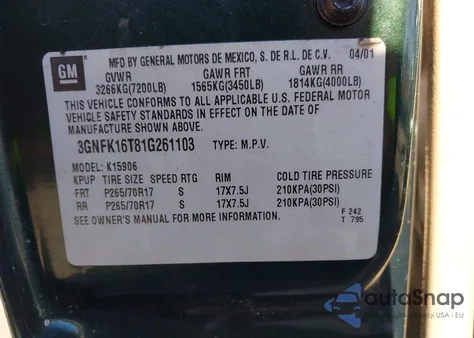 GM
MFD BY GENERAL MOTORS DE MEXICO, S. DE R.L. DE C.V. 04/01
GVWR GAWR FRT GAWR RR
3266KG(7200LB) 1565KG(3450LB) 1814KG(4000LB)
THIS VEHICLE CONFORMS TO ALL APPLICABLE U.S. FEDERAL MOTOR
VEHICLE SAFETY STANDARDS IN EFFECT ON THE DATE OF
MANUFACTURE SHOWN ABOVE.
3GNFK16T81G261103 TYPE: M.P.V.
MODEL: K15906
KPUP TIRE SIZE SPEED RTG RIM COLD TIRE PRESSURE
FRT P265/70R17 S 17X7.5J 210KPA(30PSI)
RR P265/70R17 S 17X7.5J 210KPA(30PSI)
SEE OWNER'S MANUAL FOR MORE INFORMATION.
F 242
T 795
autoSnap
aukcji USA i EU